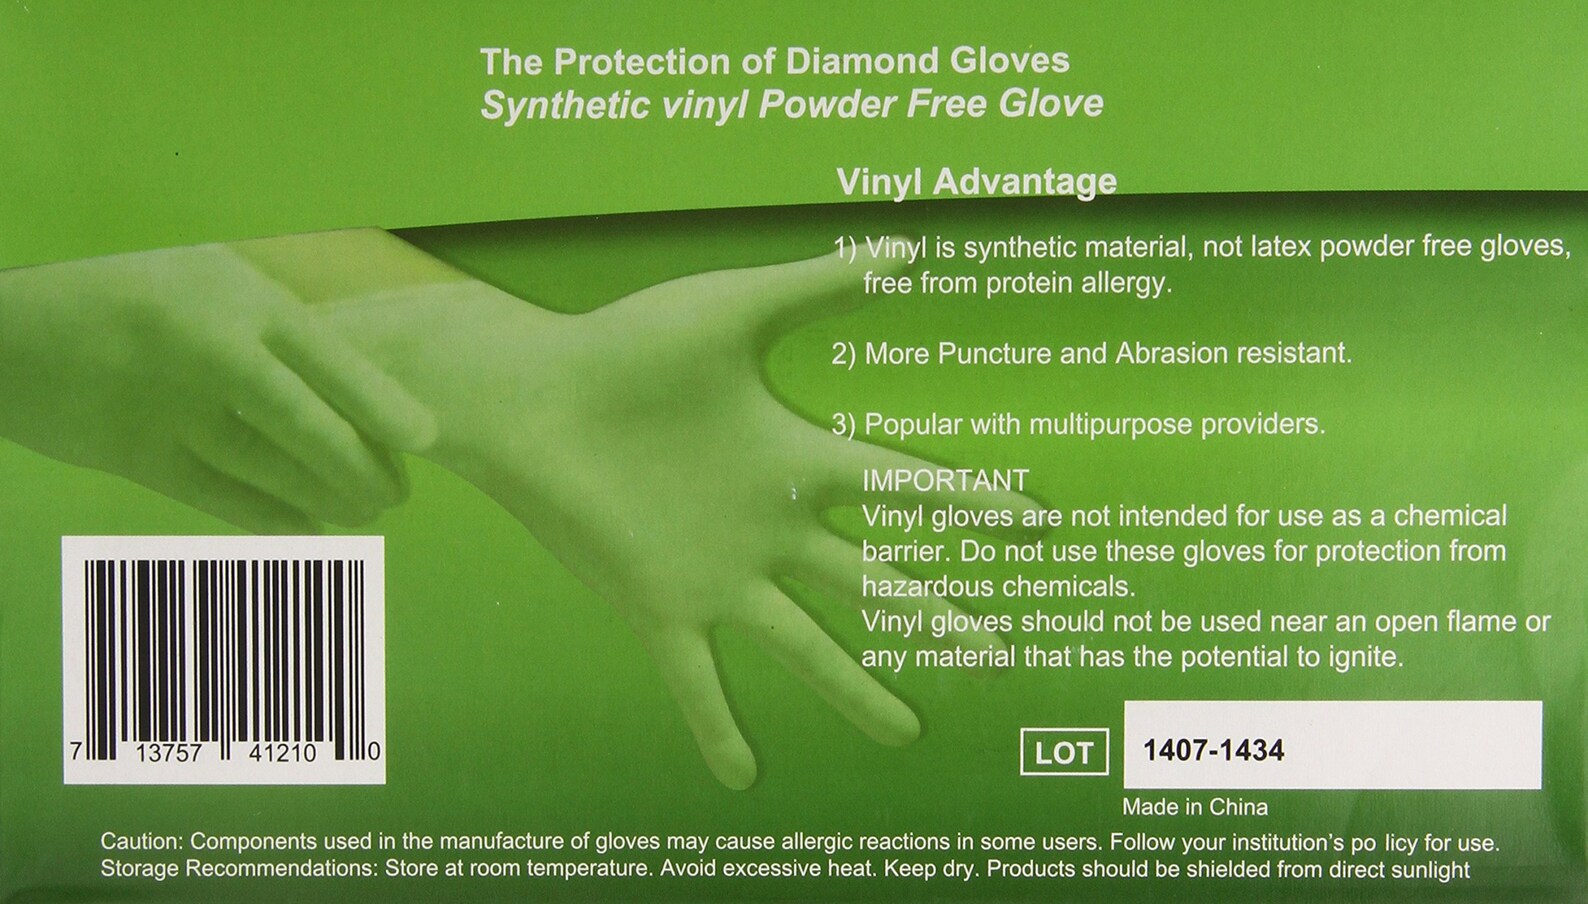 The Protection of Diamond Gloves
Synthetic vinyl Powder Free Glove
Vinyl Advantage
1) Vinyl is synthetic material, not latex powder free gloves,
free from protein allergy.
2) More Puncture and Abrasion resistant.
3) Popular with multipurpose providers.
IMPORTANT
Vinyl gloves are not intended for use as a chemical
barrier. Do not use these gloves for protection from
hazardous chemicals.
Vinyl gloves should not be used near an open flame or
any material that has the potential to ignite.
7 13757 41210 0
LOT 1407-1434
Made in China
Caution: Components used in the manufacture of gloves may cause allergic reactions in some users. Follow your institution's po licy for use.
Storage Recommendations: Store at room temperature. Avoid excessive heat. Keep dry. Products should be shielded from direct sunlight